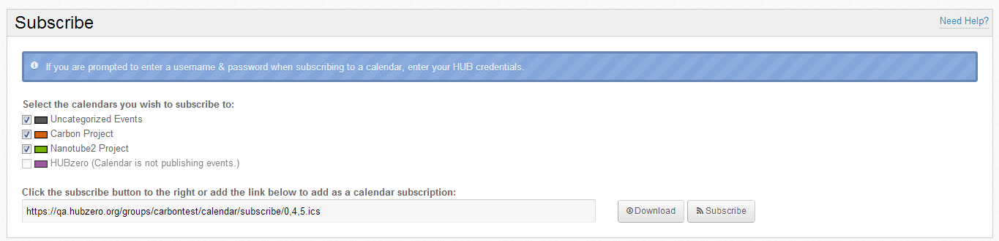 Subscribe
Need Help?
If you are prompted to enter a username & password when subscribing to a calendar, enter your HUB credentials.
Select the calendars you wish to subscribe to:
Uncategorized Events
Carbon Project
Nanotube2 Project
HUBzero (Calendar is not publishing events.)
Click the subscribe button to the right or add the link below to add as a calendar subscription:
https://qa.hubzero.org/groups/carbontest/calendar/subscribe/0,4,5.ics
Download
Subscribe